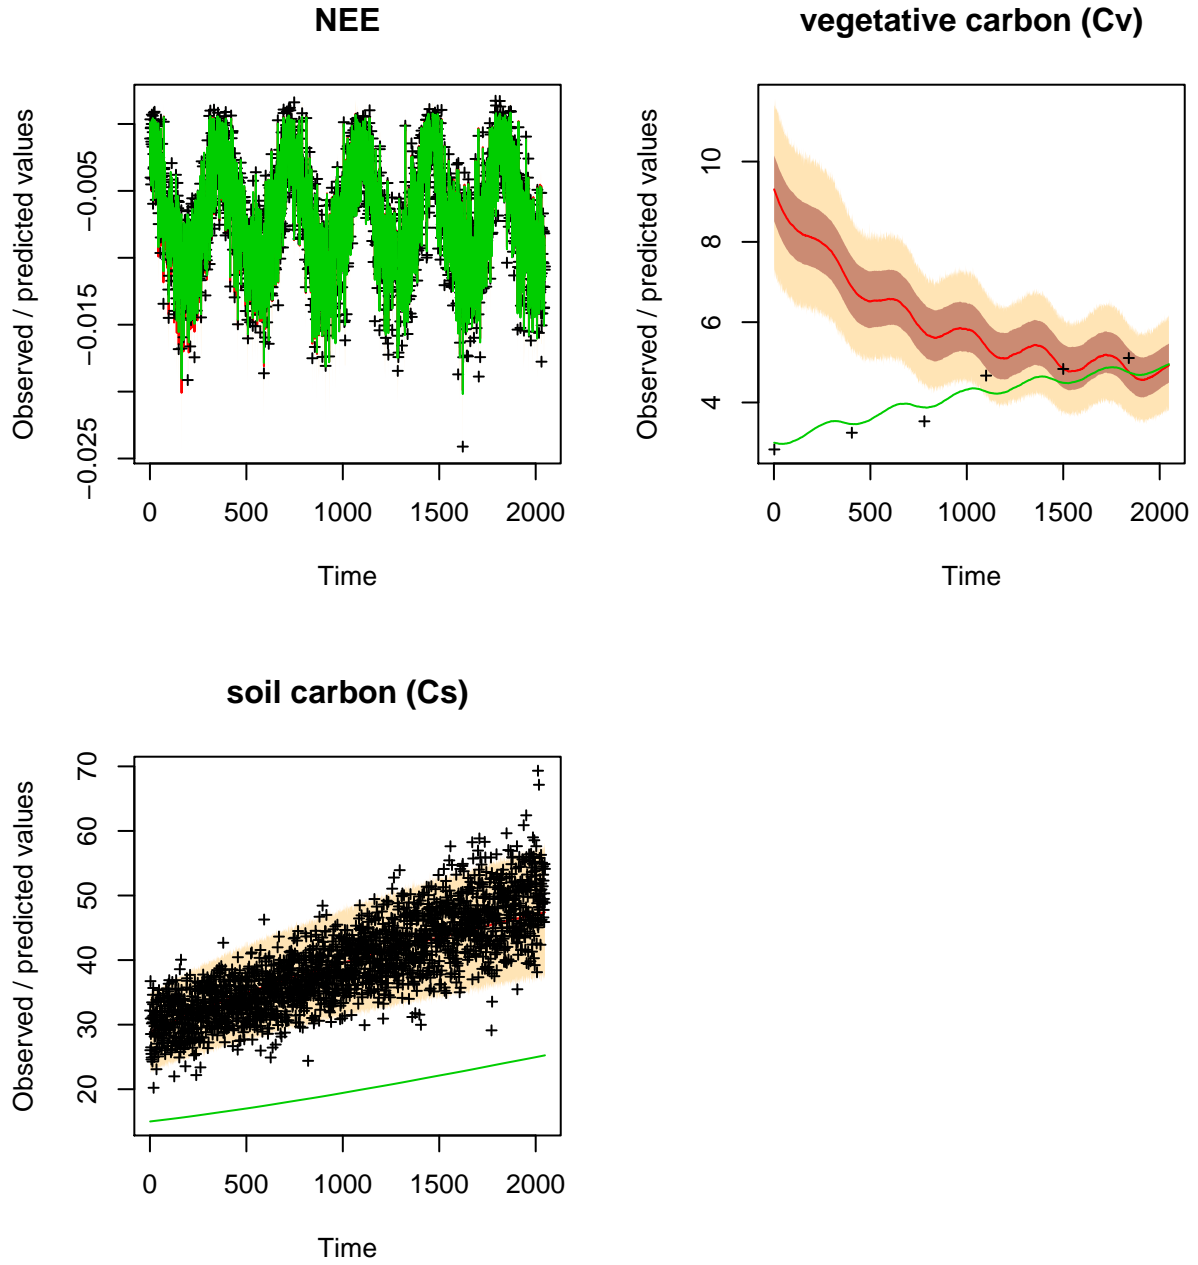 NEE
Observed / predicted values
−0.005
−0.015
−0.025
0 500 1000 1500 2000
Time
vegetative carbon (Cv)
Observed / predicted values
10
8
6
4
0 500 1000 1500 2000
Time
soil carbon (Cs)
Observed / predicted values
70
60
50
40
30
20
0 500 1000 1500 2000
Time